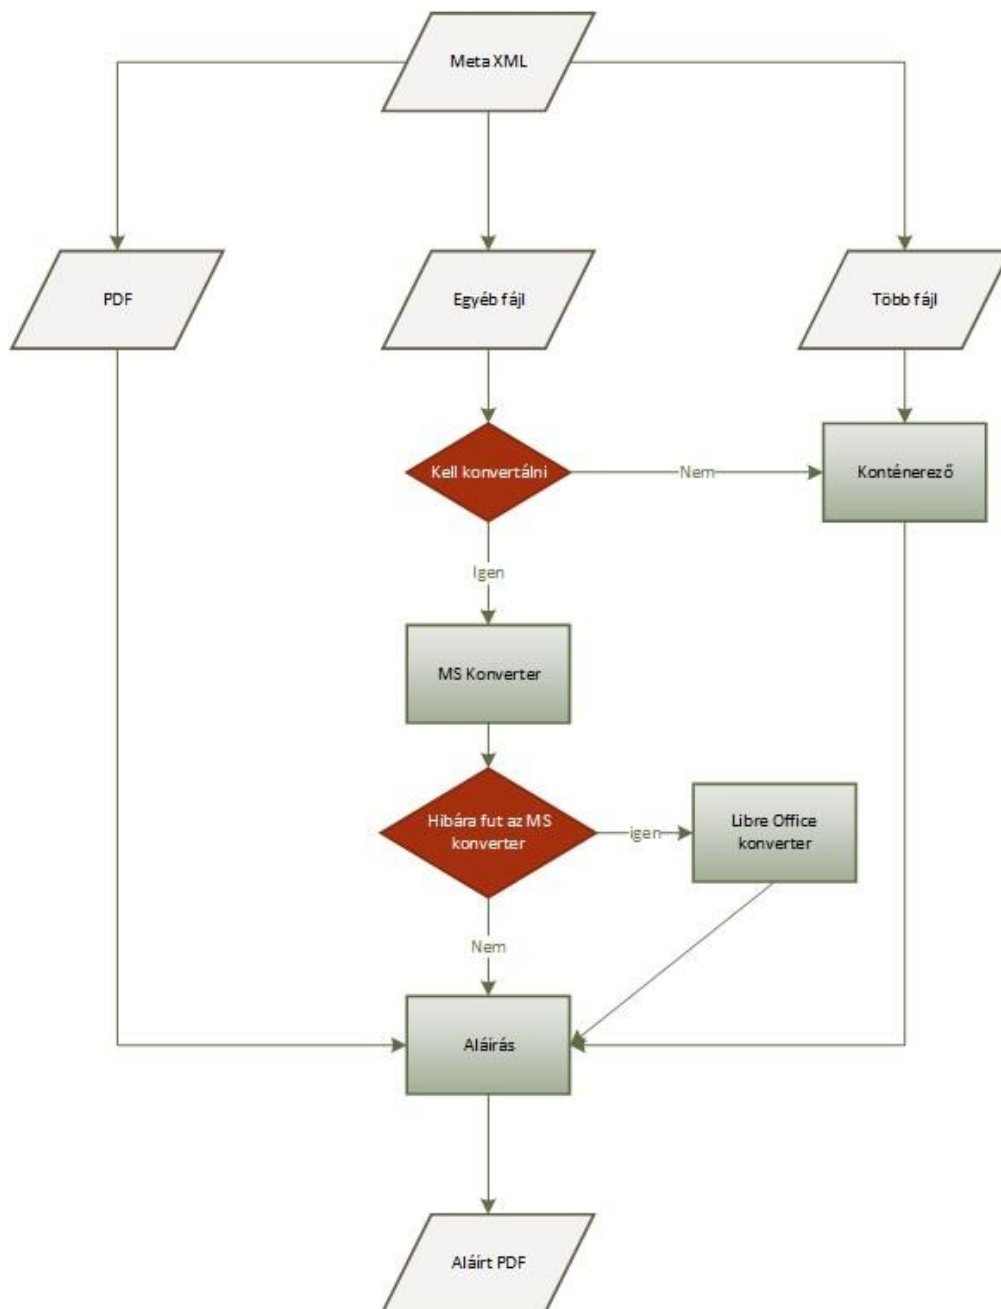 Meta XML
PDF
Egyéb fájl
Több fájl
Kell konvertálni
Nem
Konténerező
Igen
MS Konverter
Hibára fut az MS
konverter
igen
Libre Office
konverter
Nem
Aláírás
Aláírt PDF